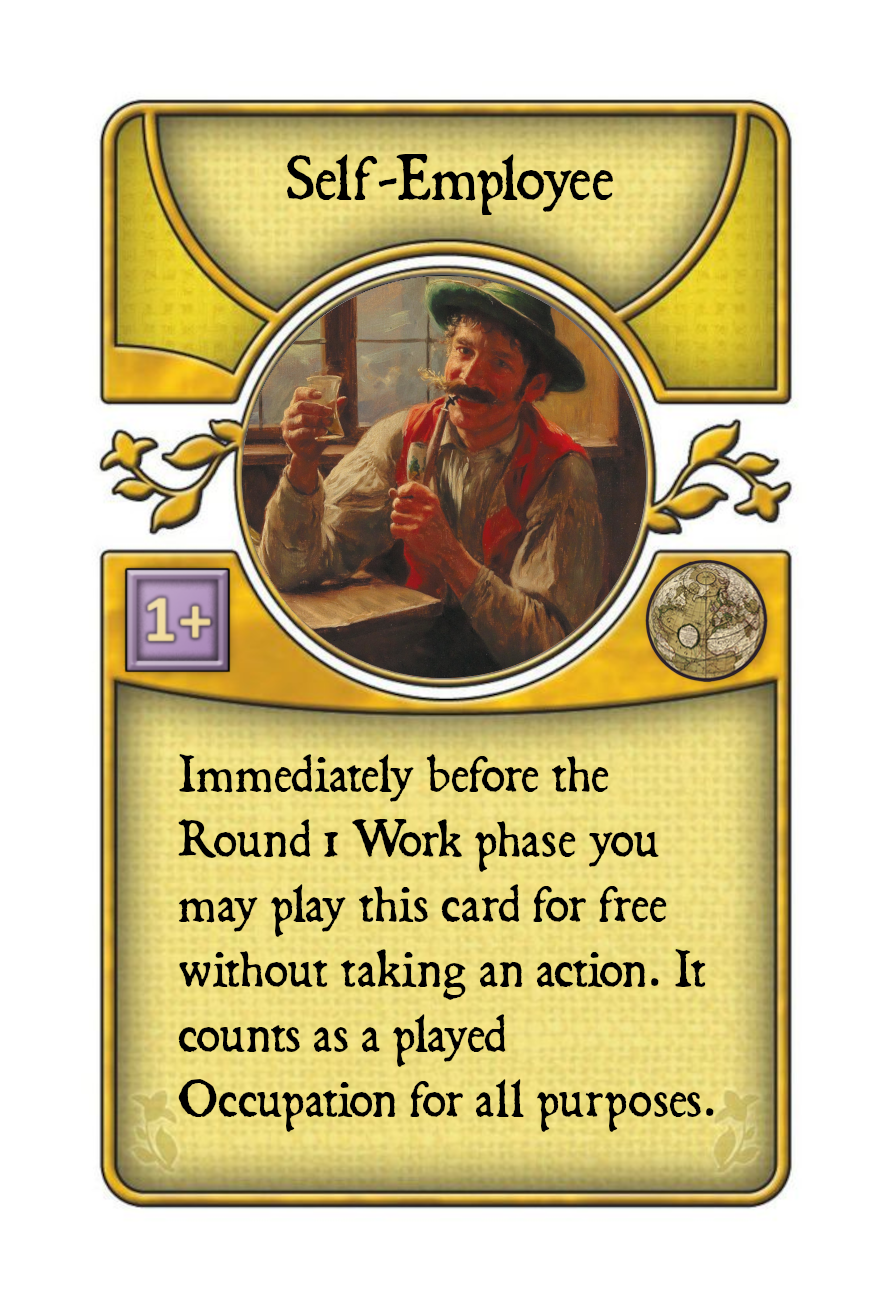 Self-Employee
1+
Immediately before the
Round 1 Work phase you
may play this card for free
without taking an action. It
counts as a played
Occupation for all purposes.